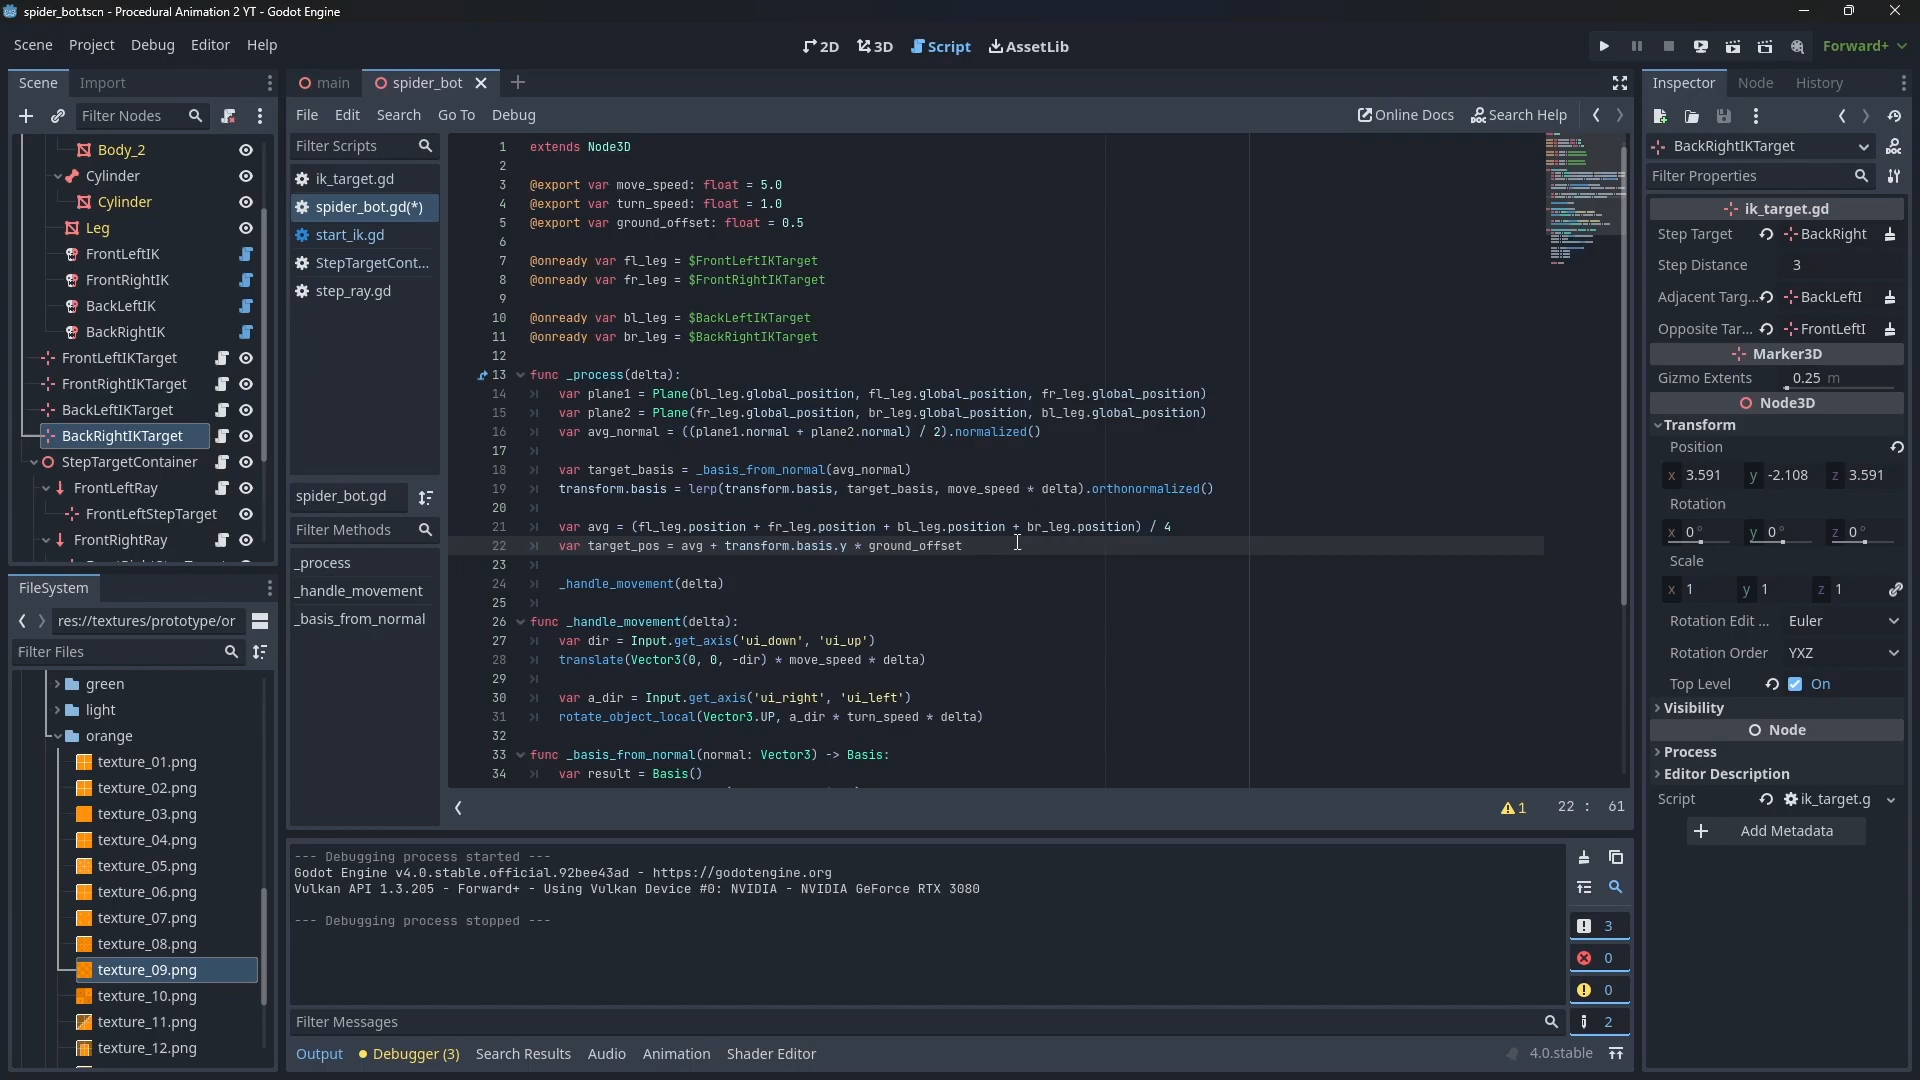 spider_bot.tscn - Procedural Animation 2 YT - Godot Engine
Scene Project Debug Editor Help
2D 3D Script AssetLib
Forward+
Scene Import
Filter Nodes
Body_2
Cylinder
Cylinder
Leg
FrontLeftIK
FrontRightIK
BackLeftIK
BackRightIK
FrontLeftIKTarget
FrontRightIKTarget
BackLeftIKTarget
BackRightIKTarget
StepTargetContainer
FrontLeftRay
FrontLeftStepTarget
FrontRightRay
FileSystem
res://textures/prototype/or
Filter Files
green
light
orange
texture_01.png
texture_02.png
texture_03.png
texture_04.png
texture_05.png
texture_06.png
texture_07.png
texture_08.png
texture_09.png
texture_10.png
texture_11.png
texture_12.png
main spider_bot
File Edit Search Go To Debug
Online Docs Search Help
Filter Scripts
ik_target.gd
spider_bot.gd(*)
start_ik.gd
StepTargetCont...
step_ray.gd
spider_bot.gd
Filter Methods
_process
_handle_movement
_basis_from_normal
1 extends Node3D
2
3 @export var move_speed: float = 5.0
4 @export var turn_speed: float = 1.0
5 @export var ground_offset: float = 0.5
6
7 @onready var fl_leg = $FrontLeftIKTarget
8 @onready var fr_leg = $FrontRightIKTarget
9
10 @onready var bl_leg = $BackLeftIKTarget
11 @onready var br_leg = $BackRightIKTarget
12
13 func _process(delta):
14 var plane1 = Plane(bl_leg.global_position, fl_leg.global_position, fr_leg.global_position)
15 var plane2 = Plane(fr_leg.global_position, br_leg.global_position, bl_leg.global_position)
16 var avg_normal = ((plane1.normal + plane2.normal) / 2).normalized()
17
18 var target_basis = _basis_from_normal(avg_normal)
19 transform.basis = lerp(transform.basis, target_basis, move_speed * delta).orthonormalized()
20
21 var avg = (fl_leg.position + fr_leg.position + bl_leg.position + br_leg.position) / 4
22 var target_pos = avg + transform.basis.y * ground_offset
23
24 _handle_movement(delta)
25
26 func _handle_movement(delta):
27 var dir = Input.get_axis('ui_down', 'ui_up')
28 translate(Vector3(0, 0, -dir) * move_speed * delta)
29
30 var a_dir = Input.get_axis('ui_right', 'ui_left')
31 rotate_object_local(Vector3.UP, a_dir * turn_speed * delta)
32
33 func _basis_from_normal(normal: Vector3) -> Basis:
34 var result = Basis()
1 22 : 61
--- Debugging process started ---
Godot Engine v4.0.stable.official.92bee43ad - https://godotengine.org
Vulkan API 1.3.205 - Forward+ - Using Vulkan Device #0: NVIDIA - NVIDIA GeForce RTX 3080
--- Debugging process stopped ---
3
0
0
2
Filter Messages
Output Debugger (3) Search Results Audio Animation Shader Editor
4.0.stable
Inspector Node History
BackRightIKTarget
Filter Properties
ik_target.gd
Step Target BackRight
Step Distance 3
Adjacent Targ... BackLeftI
Opposite Tar... FrontLeftI
Marker3D
Gizmo Extents 0.25 m
Node3D
Transform
Position
x 3.591 y -2.108 z 3.591
Rotation
x 0° y 0° z 0°
Scale
x 1 y 1 z 1
Rotation Edit ... Euler
Rotation Order YXZ
Top Level On
Visibility
Node
Process
Editor Description
Script ik_target.g
Add Metadata